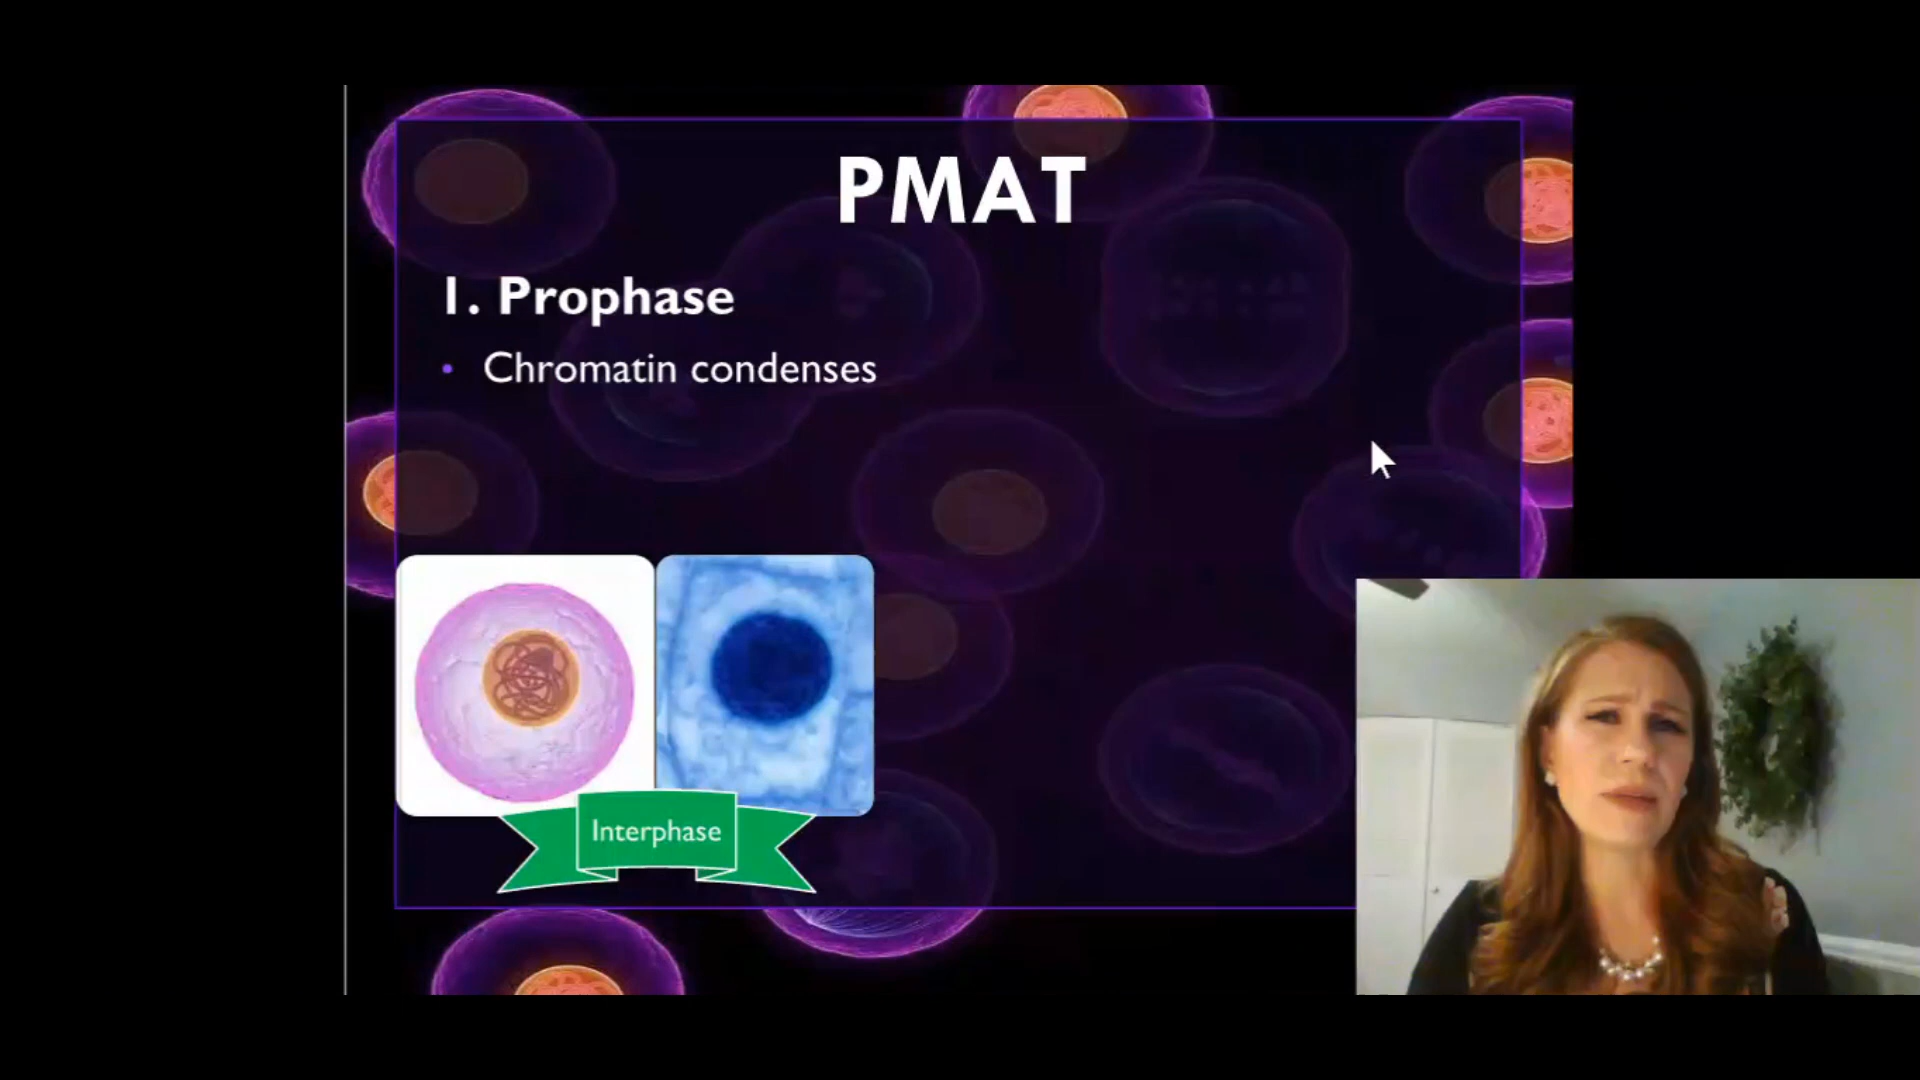 PMAT
1. Prophase
• Chromatin condenses
Interphase